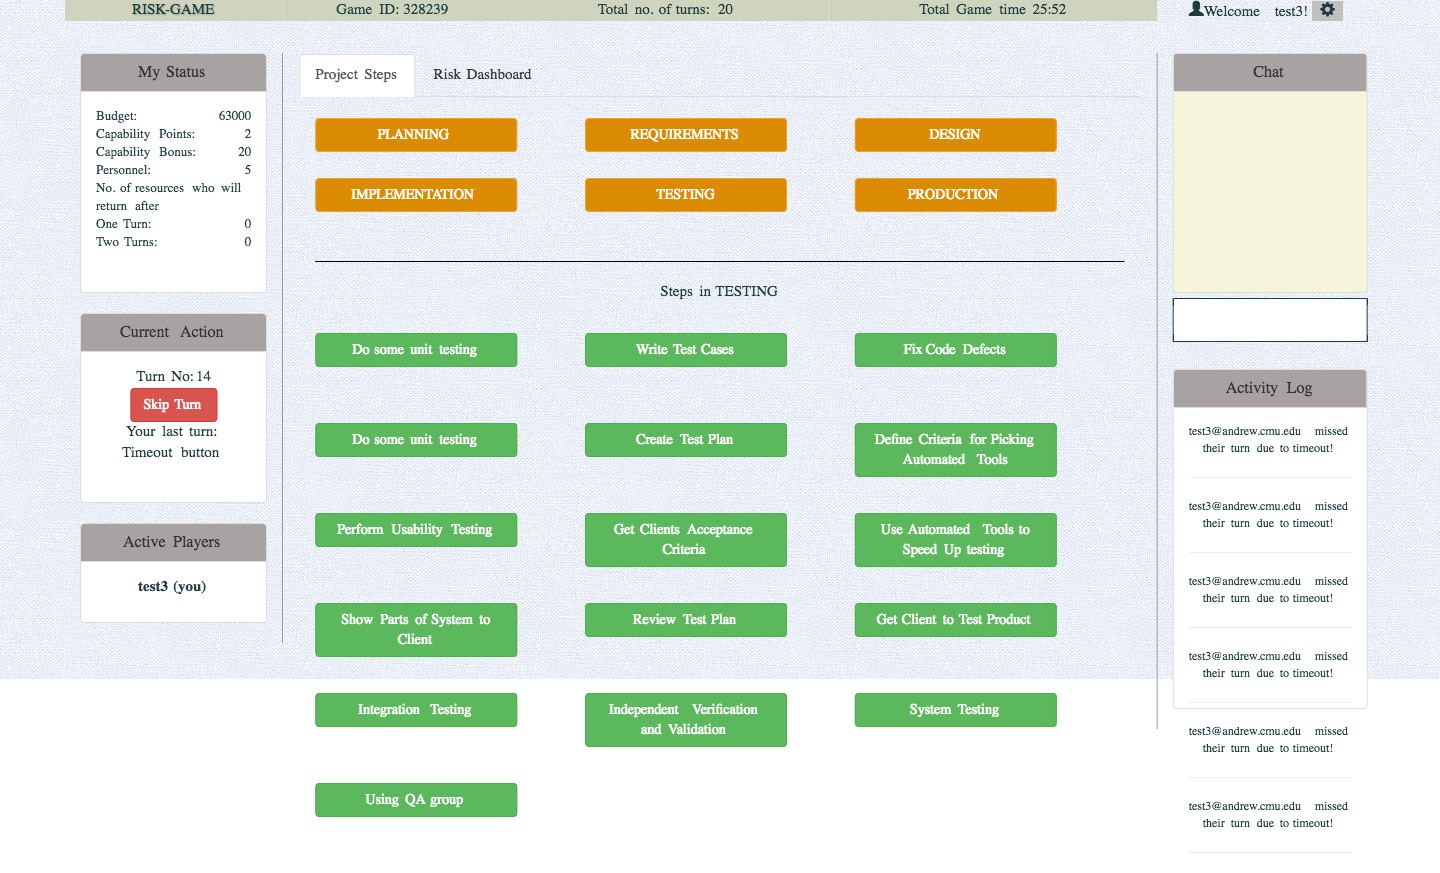 RISK-GAME
Game ID: 328239
Total no. of turns: 20
Total Game time 25:52
Welcome test3!
My Status
Budget: 63000
Capability Points: 2
Capability Bonus: 20
Personnel: 5
No. of resources who will
return after
One Turn: 0
Two Turns: 0
Current Action
Turn No: 14
Skip Turn
Your last turn:
Timeout button
Active Players
test3 (you)
Project Steps
Risk Dashboard
PLANNING
REQUIREMENTS
DESIGN
IMPLEMENTATION
TESTING
PRODUCTION
Steps in TESTING
Do some unit testing
Write Test Cases
Fix Code Defects
Do some unit testing
Create Test Plan
Define Criteria for Picking
Automated Tools
Perform Usability Testing
Get Clients Acceptance
Criteria
Use Automated Tools to
Speed Up testing
Show Parts of System to
Client
Review Test Plan
Get Client to Test Product
Integration Testing
Independent Verification
and Validation
System Testing
Using QA group
Chat
Activity Log
test3@andrew.cmu.edu missed
their turn due to timeout!
test3@andrew.cmu.edu missed
their turn due to timeout!
test3@andrew.cmu.edu missed
their turn due to timeout!
test3@andrew.cmu.edu missed
their turn due to timeout!
test3@andrew.cmu.edu missed
their turn due to timeout!
test3@andrew.cmu.edu missed
their turn due to timeout!